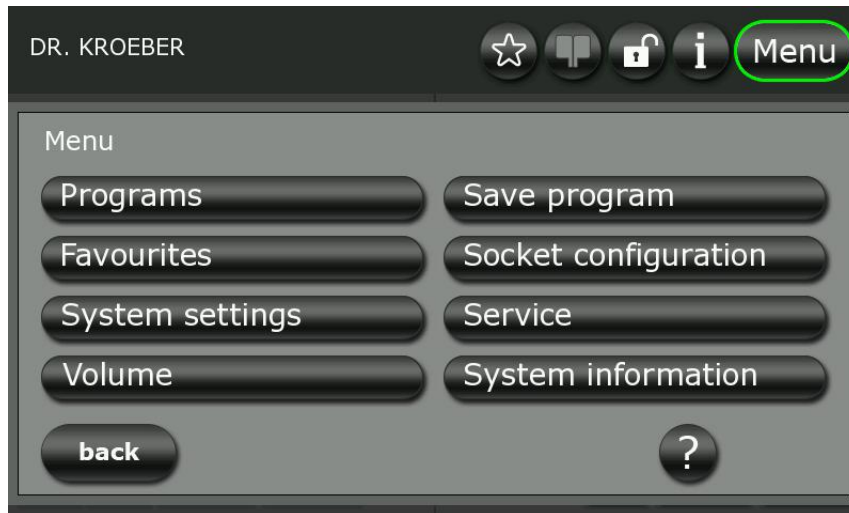 DR. KROEBER
i
Menu
Menu
Programs
Save program
Favourites
Socket configuration
System settings
Service
Volume
System information
back
?